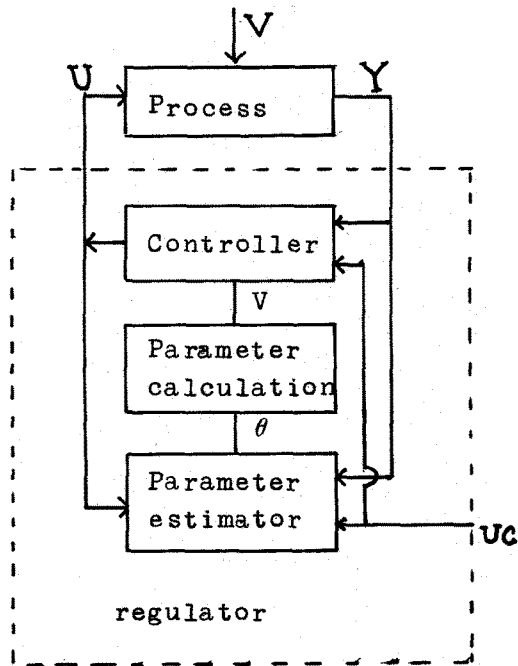 V
U
Y
Process
Controller
V
Parameter
calculation
θ
Parameter
estimator
UC
regulator